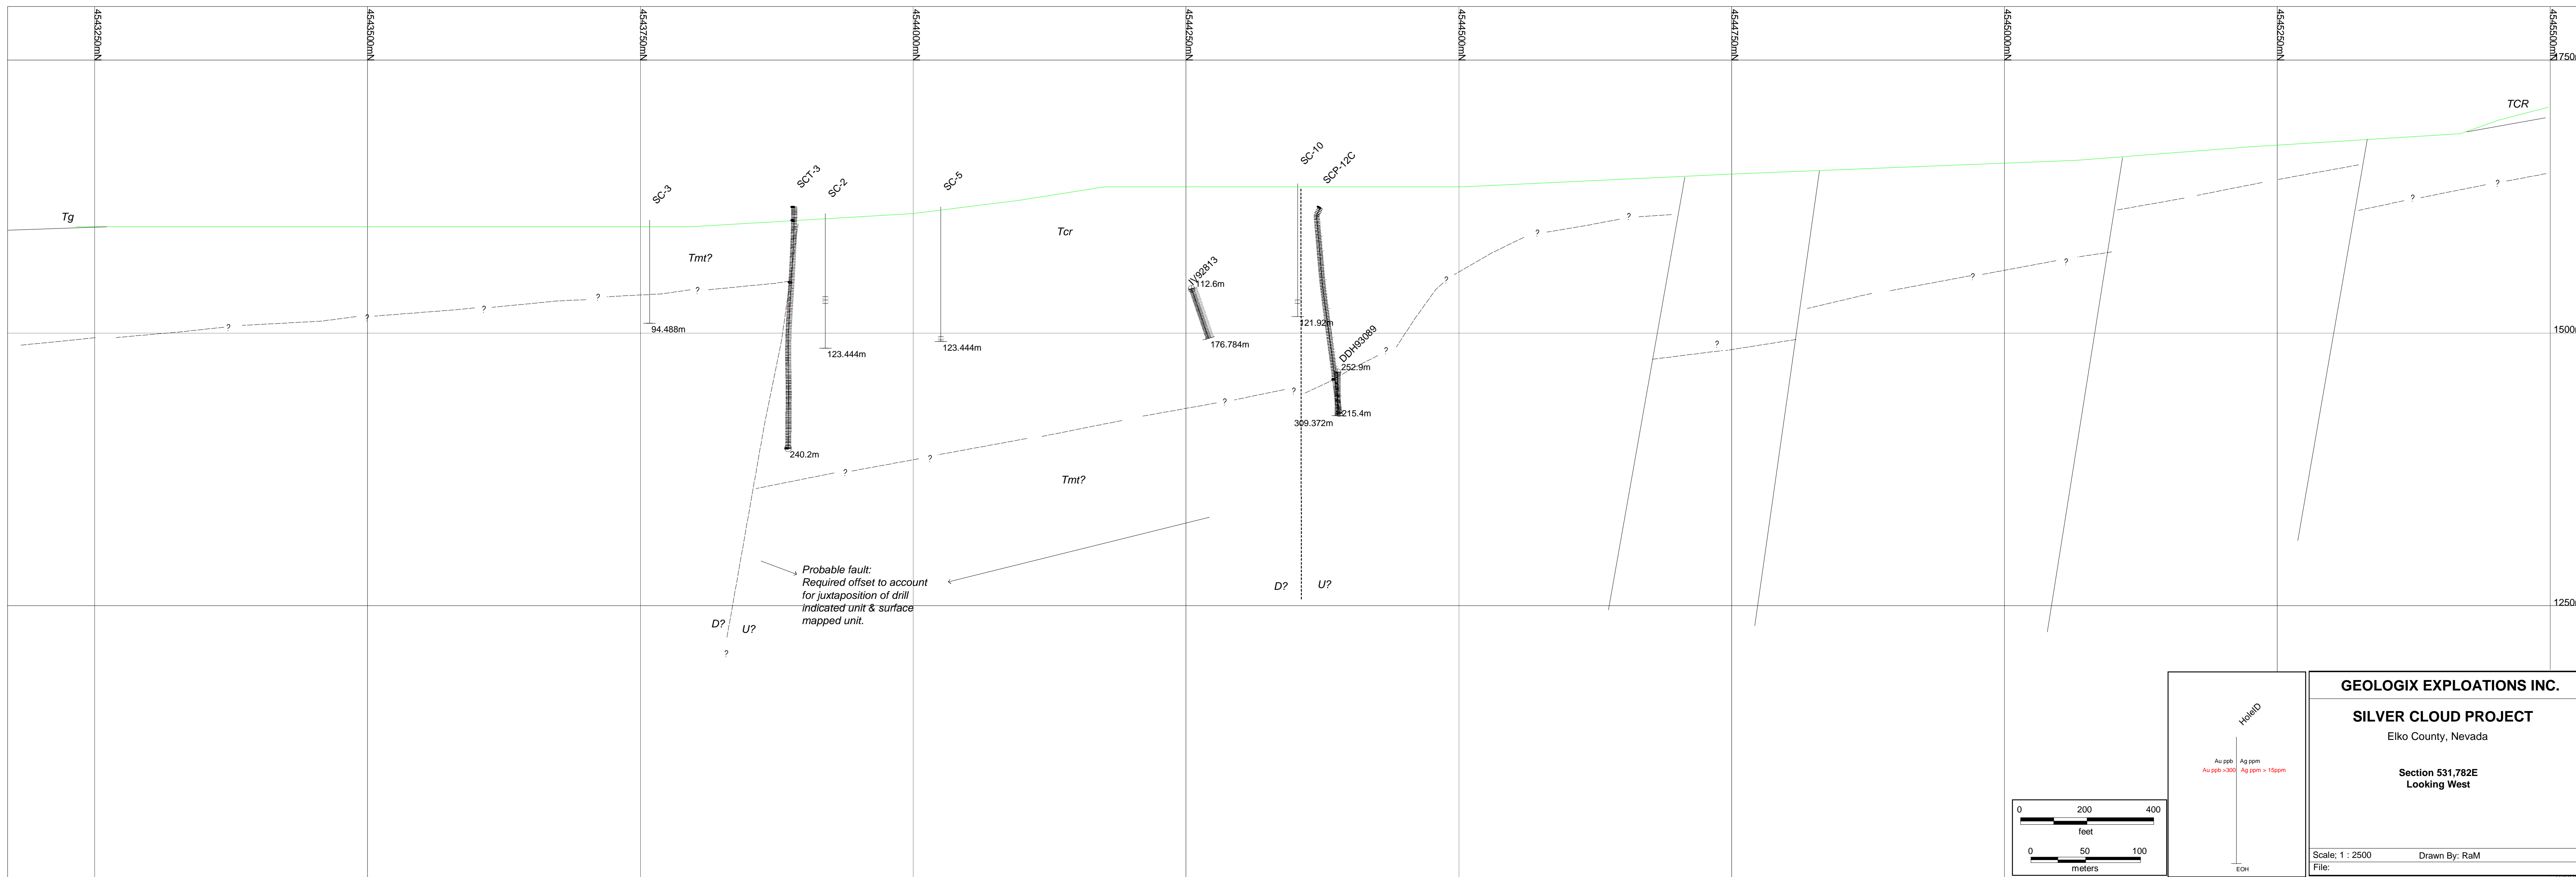 4543250mN
4543500mN
4543750mN
4544000mN
4544250mN
4544500mN
4544750mN
4545000mN
4545250mN
4545500mN
1750
TCR
SC-10
SCP-12C
SCT-3
SC-2
SC-5
SC-3
Tg
Tcr
Tmt?
?
?
?
?
?
?
94.488m
123.444m
123.444m
240.2m
112.6m
176.784m
121.92m
DDH93089
252.9m
215.4m
309.372m
1500
?
?
?
?
?
?
?
?
?
?
?
?
?
?
Tmt?
Probable fault:
Required offset to account
for juxtaposition of drill
indicated unit & surface
mapped unit.
D? U?
D? U?
?
1250
HoleID
Au ppb Ag ppm
Au ppb >300 Ag ppm > 15ppm
EOH
GEOLOGIX EXPLOATIONS INC.
SILVER CLOUD PROJECT
Elko County, Nevada
Section 531,782E
Looking West
Scale; 1 : 2500 Drawn By: RaM
File:
0 200 400
feet
0 50 100
meters